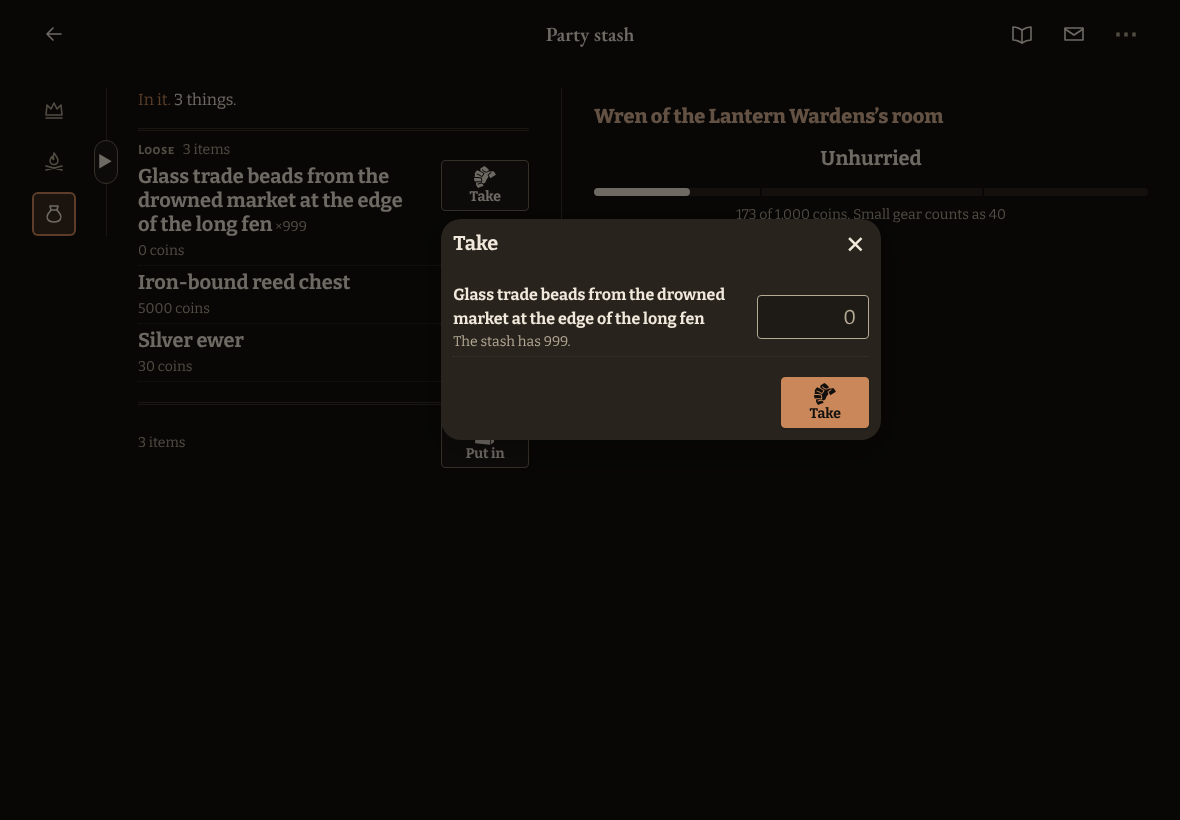 Party stash
In it. 3 things.
Loose 3 items
Glass trade beads from the
drowned market at the edge
of the long fen ×999
0 coins
Take
Iron-bound reed chest
5000 coins
Silver ewer
30 coins
3 items
Put in
Wren of the Lantern Wardens’s room
Unhurried
173 of 1,000 coins. Small gear counts as 40
Take
Glass trade beads from the drowned
market at the edge of the long fen
The stash has 999.
0
Take